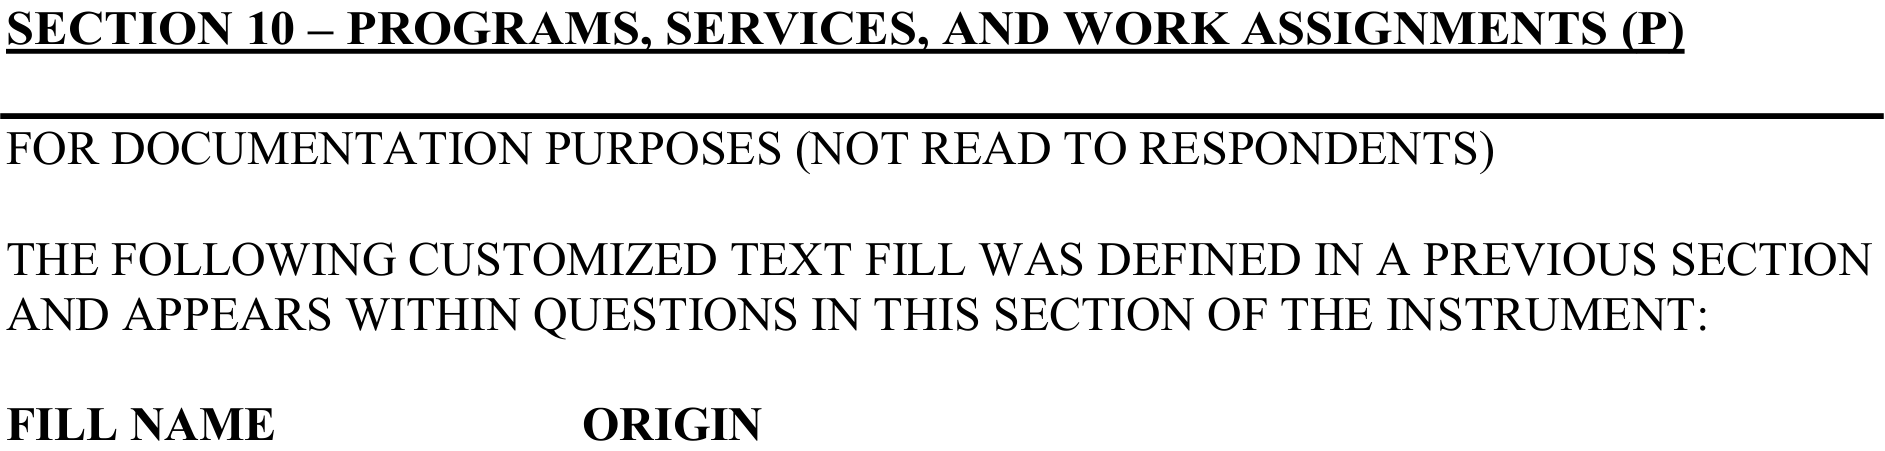 SECTION 10 – PROGRAMS, SERVICES, AND WORK ASSIGNMENTS (P)
FOR DOCUMENTATION PURPOSES (NOT READ TO RESPONDENTS)
THE FOLLOWING CUSTOMIZED TEXT FILL WAS DEFINED IN A PREVIOUS SECTION
AND APPEARS WITHIN QUESTIONS IN THIS SECTION OF THE INSTRUMENT:
FILL NAME ORIGIN